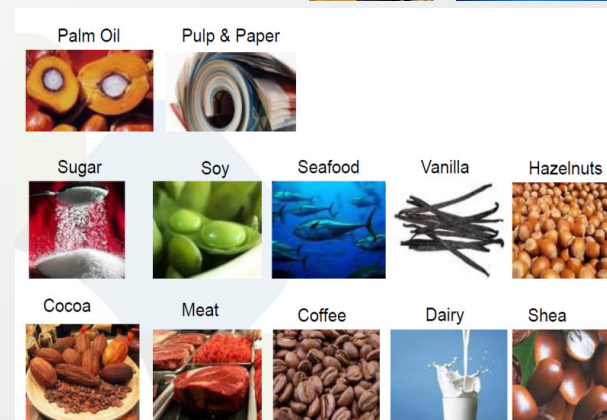 Palm Oil Pulp & Paper
Sugar Soy Seafood Vanilla Hazelnuts
Cocoa Meat Coffee Dairy Shea